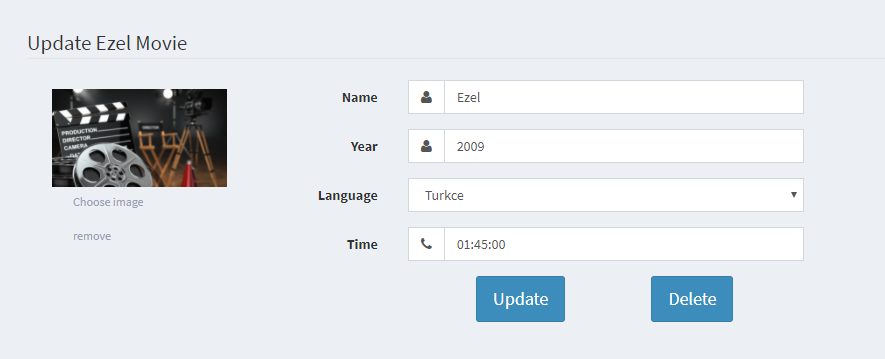 Update Ezel Movie
PRODUCTION
DIRECTOR
CAMERA
Choose image
remove
Name
Ezel
Year
2009
Language
Turkce
Time
01:45:00
Update
Delete